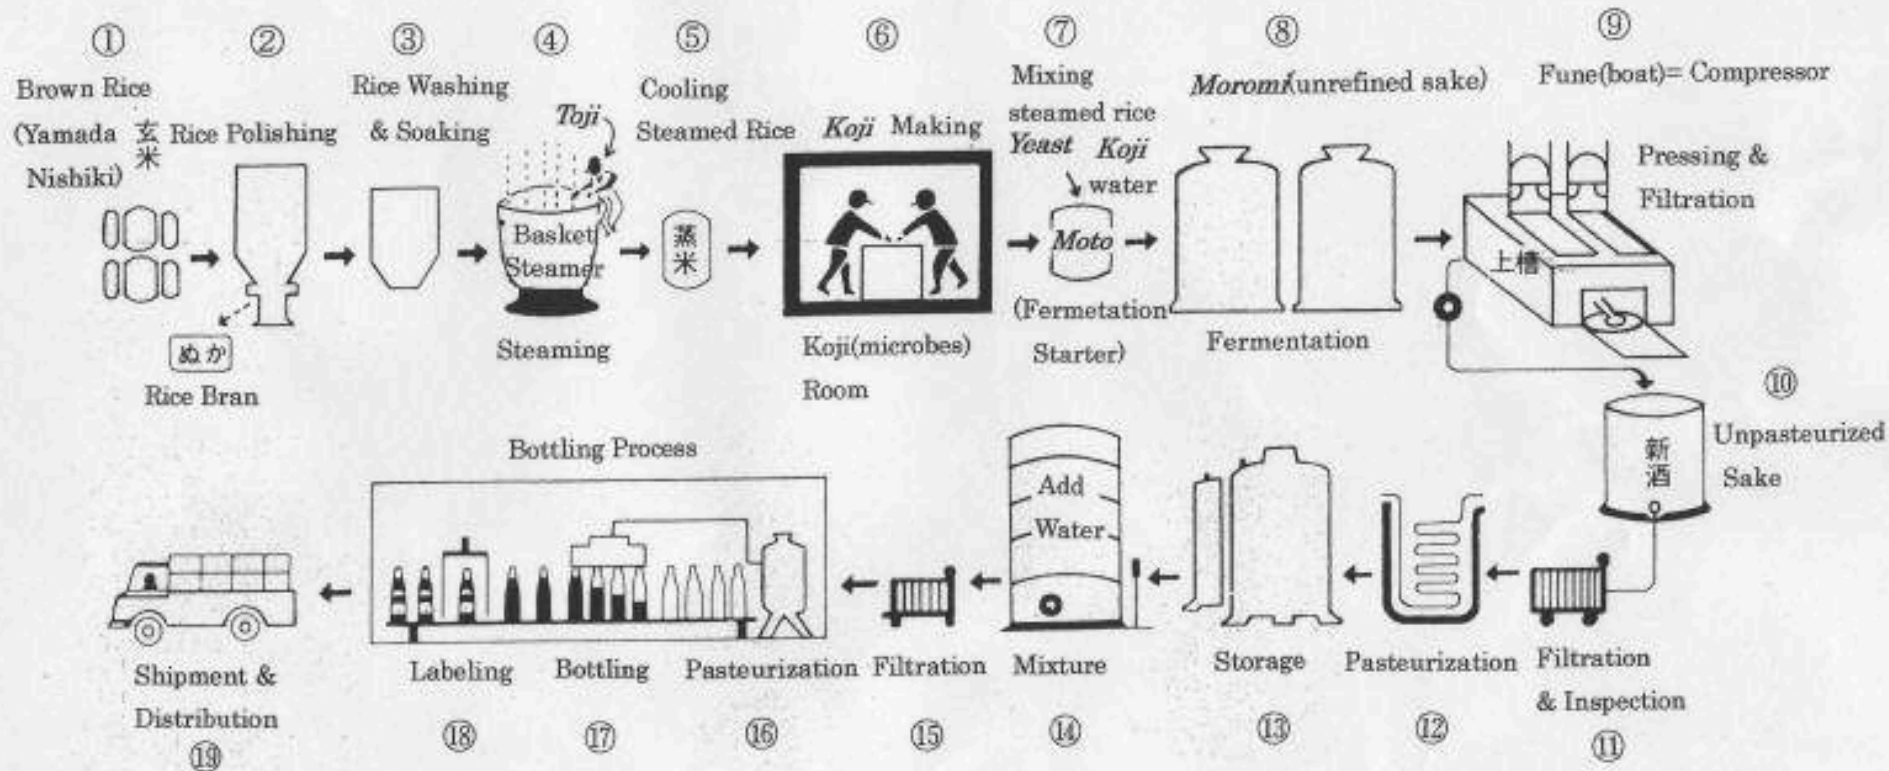 ①
Brown Rice
(Yamada
Nishiki)
玄米
②
Rice Polishing
ぬか
Rice Bran
③
Rice Washing
& Soaking
④
Toji
Basket
Steamer
Steaming
⑤
Cooling
Steamed Rice
蒸米
⑥
Koji Making
Koji(microbes)
Room
⑦
Mixing
steamed rice
Yeast Koji
water
Moto
(Fermetation
Starter)
⑧
Moromi(unrefined sake)
Fermentation
⑨
Fune(boat)= Compressor
Pressing &
Filtration
上槽
⑩
Unpasteurized
Sake
新酒
Filtration
& Inspection
⑪
Pasteurization
⑫
Storage
⑬
Add
Water
Mixture
⑭
Filtration
⑮
Bottling Process
Pasteurization
⑯
Bottling
⑰
Labeling
⑱
Shipment &
Distribution
⑲